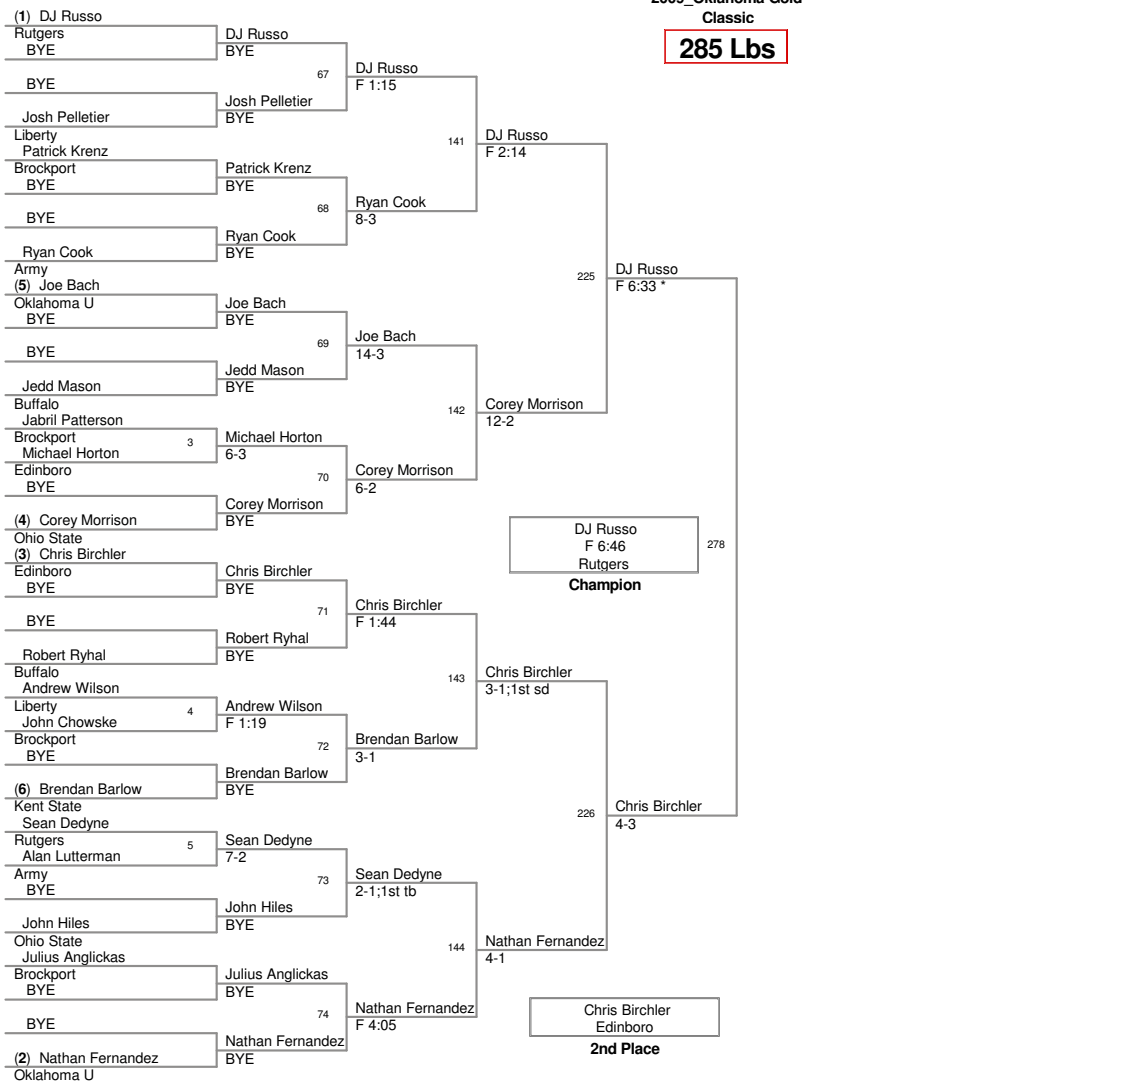 Classic
285 Lbs
(1) DJ Russo
Rutgers
BYE
BYE
Josh Pelletier
Liberty
Patrick Krenz
Brockport
BYE
BYE
Ryan Cook
Army
(5) Joe Bach
Oklahoma U
BYE
BYE
Jedd Mason
Buffalo
Jabril Patterson
Brockport
3
Michael Horton
Edinboro
BYE
(4) Corey Morrison
Ohio State
(3) Chris Birchler
Edinboro
BYE
BYE
Robert Ryhal
Buffalo
Andrew Wilson
Liberty
4
John Chowske
Brockport
BYE
(6) Brendan Barlow
Kent State
Sean Dedyne
Rutgers
5
Alan Lutterman
Army
BYE
John Hiles
Ohio State
Julius Anglickas
Brockport
BYE
BYE
(2) Nathan Fernandez
Oklahoma U
DJ Russo
BYE
67
Josh Pelletier
BYE
Patrick Krenz
BYE
68
Ryan Cook
BYE
Joe Bach
BYE
69
Jedd Mason
BYE
Michael Horton
6-3
70
Corey Morrison
BYE
Chris Birchler
BYE
71
Robert Ryhal
BYE
Andrew Wilson
F 1:19
72
Brendan Barlow
BYE
Sean Dedyne
7-2
73
John Hiles
BYE
Julius Anglickas
BYE
74
Nathan Fernandez
BYE
DJ Russo
F 1:15
141
Ryan Cook
8-3
Joe Bach
14-3
142
Corey Morrison
6-2
Chris Birchler
F 1:44
143
Brendan Barlow
3-1
Sean Dedyne
2-1;1st tb
144
Nathan Fernandez
F 4:05
DJ Russo
F 2:14
225
Corey Morrison
12-2
Chris Birchler
3-1;1st sd
226
Nathan Fernandez
4-1
DJ Russo
F 6:33 *
278
Chris Birchler
4-3
DJ Russo
F 6:46
Rutgers
Champion
Chris Birchler
Edinboro
2nd Place